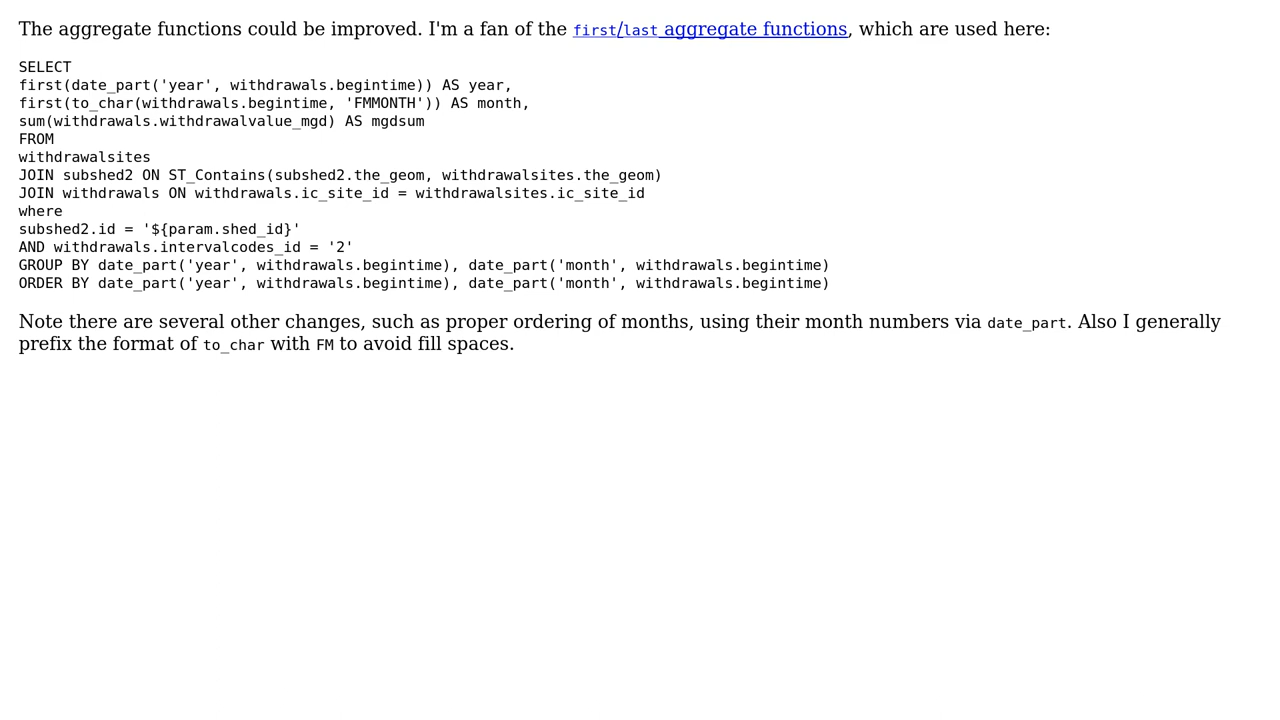 The aggregate functions could be improved. I'm a fan of the first/last aggregate functions, which are used here:
SELECT
first(date_part('year', withdrawals.begintime)) AS year,
first(to_char(withdrawals.begintime, 'FMMONTH')) AS month,
sum(withdrawals.withdrawalvalue_mgd) AS mgdsum
FROM
withdrawalsites
JOIN subshed2 ON ST_Contains(subshed2.the_geom, withdrawalsites.the_geom)
JOIN withdrawals ON withdrawals.ic_site_id = withdrawalsites.ic_site_id
where
subshed2.id = '${param.shed_id}'
AND withdrawals.intervalcodes_id = '2'
GROUP BY date_part('year', withdrawals.begintime), date_part('month', withdrawals.begintime)
ORDER BY date_part('year', withdrawals.begintime), date_part('month', withdrawals.begintime)
Note there are several other changes, such as proper ordering of months, using their month numbers via date_part. Also I generally
prefix the format of to_char with FM to avoid fill spaces.